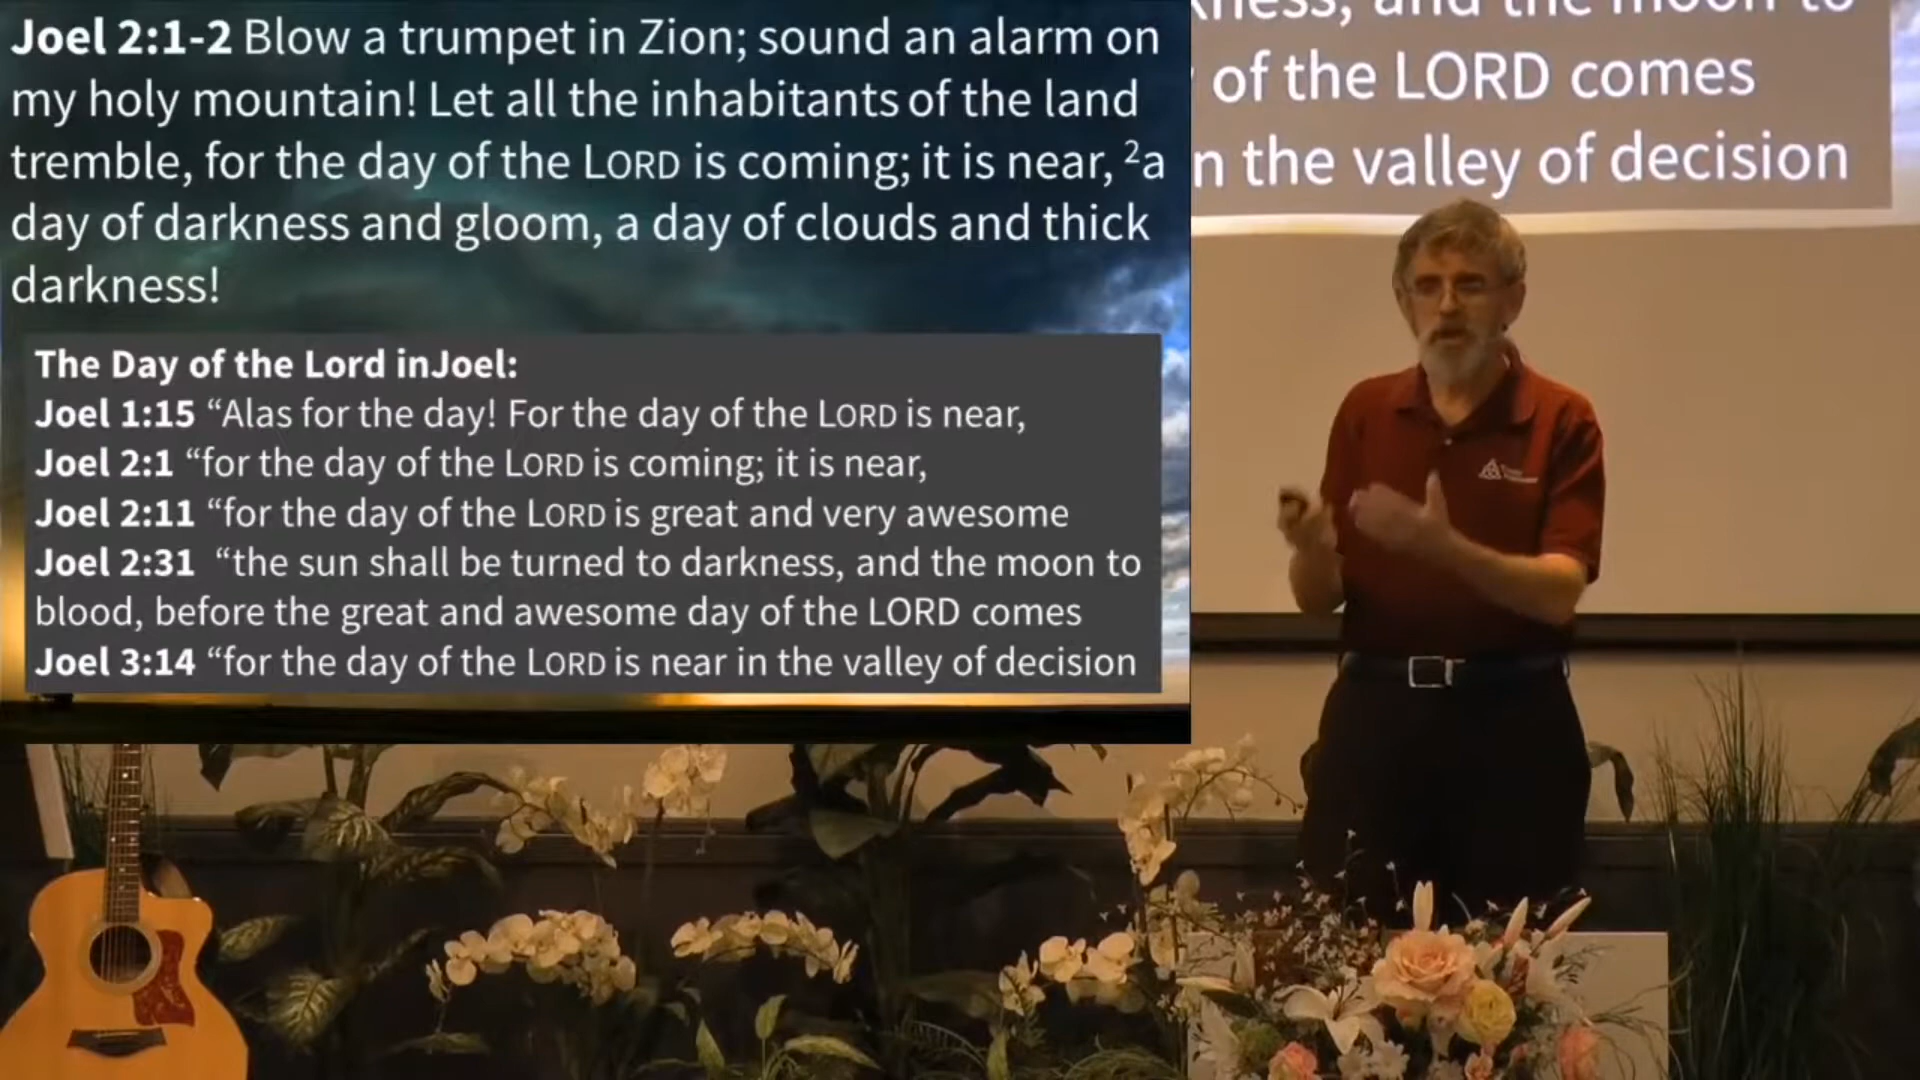 Joel 2:1-2 Blow a trumpet in Zion; sound an alarm on
my holy mountain! Let all the inhabitants of the land
tremble, for the day of the LORD is coming; it is near, ²a
day of darkness and gloom, a day of clouds and thick
darkness!
The Day of the Lord inJoel:
Joel 1:15 “Alas for the day! For the day of the LORD is near,
Joel 2:1 “for the day of the LORD is coming; it is near,
Joel 2:11 “for the day of the LORD is great and very awesome
Joel 2:31 “the sun shall be turned to darkness, and the moon to
blood, before the great and awesome day of the LORD comes
Joel 3:14 “for the day of the LORD is near in the valley of decision
and the moon to
of the LORD comes
n the valley of decision